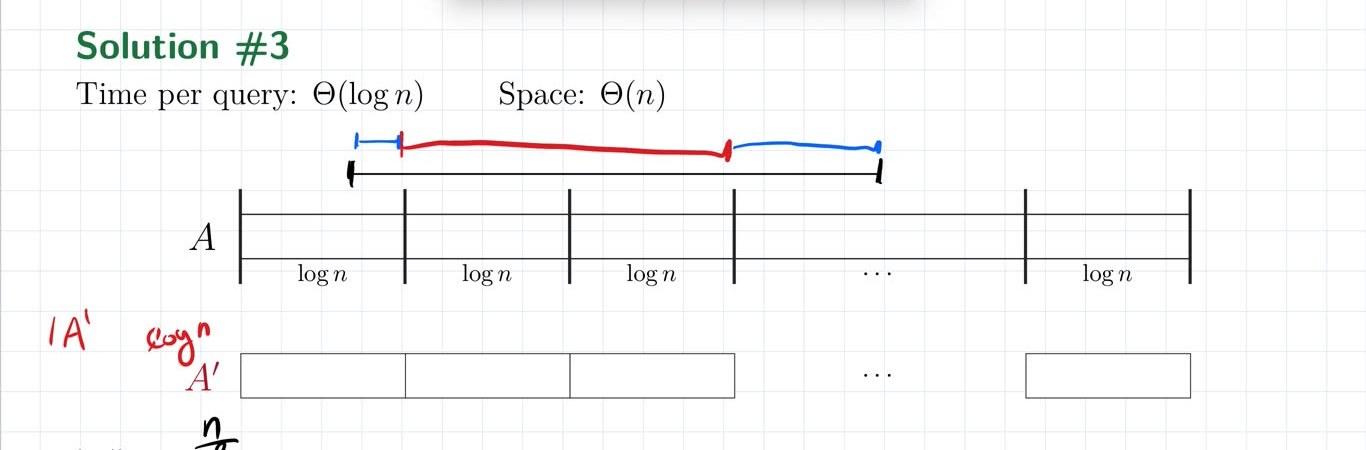 Solution #3
Time per query: Θ(log n) Space: Θ(n)
A
log n log n log n ... log n
|A'
log n
A' ...
n